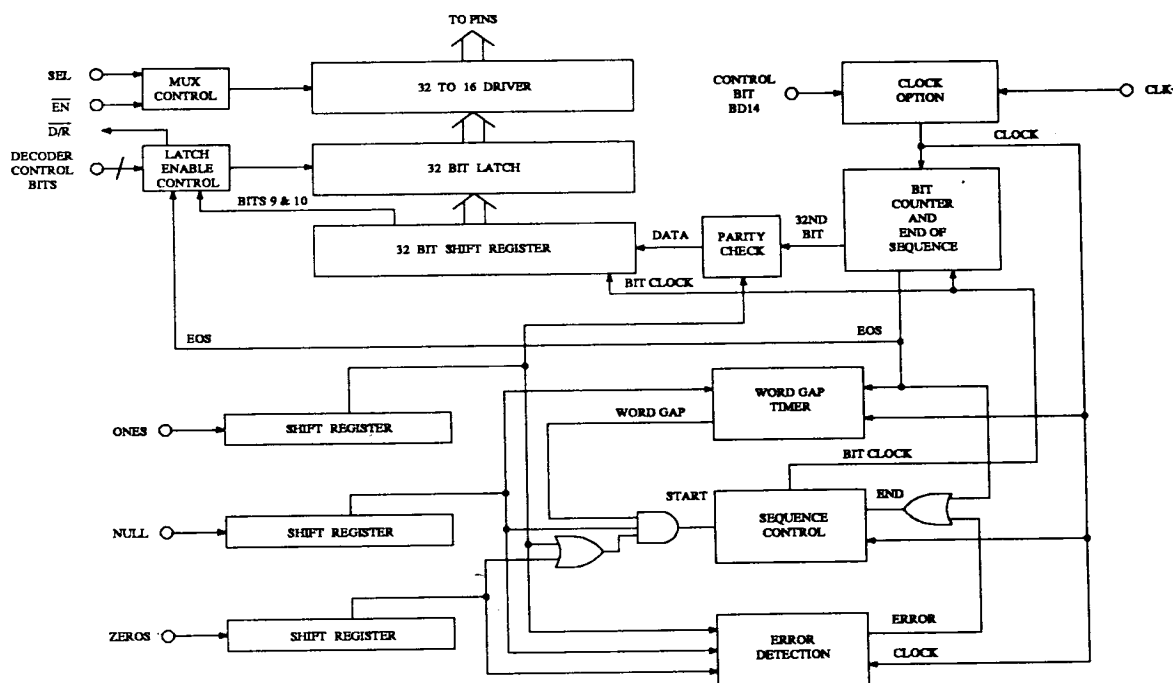 TO PINS
SEL
MUX
CONTROL
32 TO 16 DRIVER
EN
CONTROL
BIT
BD14
CLOCK
OPTION
CLK
D/R
CLOCK
DECODER
CONTROL
BITS
LATCH
ENABLE
CONTROL
32 BIT LATCH
BIT
COUNTER
AND
END OF
SEQUENCE
BITS 9 & 10
32 BIT SHIFT REGISTER
DATA
PARITY
CHECK
32ND
BIT
BIT CLOCK
EOS
EOS
WORD GAP
TIMER
WORD GAP
ONES
SHIFT REGISTER
BIT CLOCK
START
END
SEQUENCE
CONTROL
NULL
SHIFT REGISTER
ERROR
ZEROS
SHIFT REGISTER
ERROR
DETECTION
CLOCK